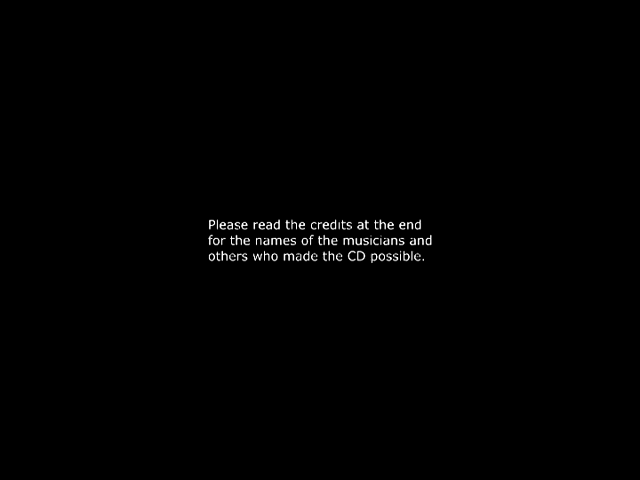 Please read the credits at the end
for the names of the musicians and
others who made the CD possible.